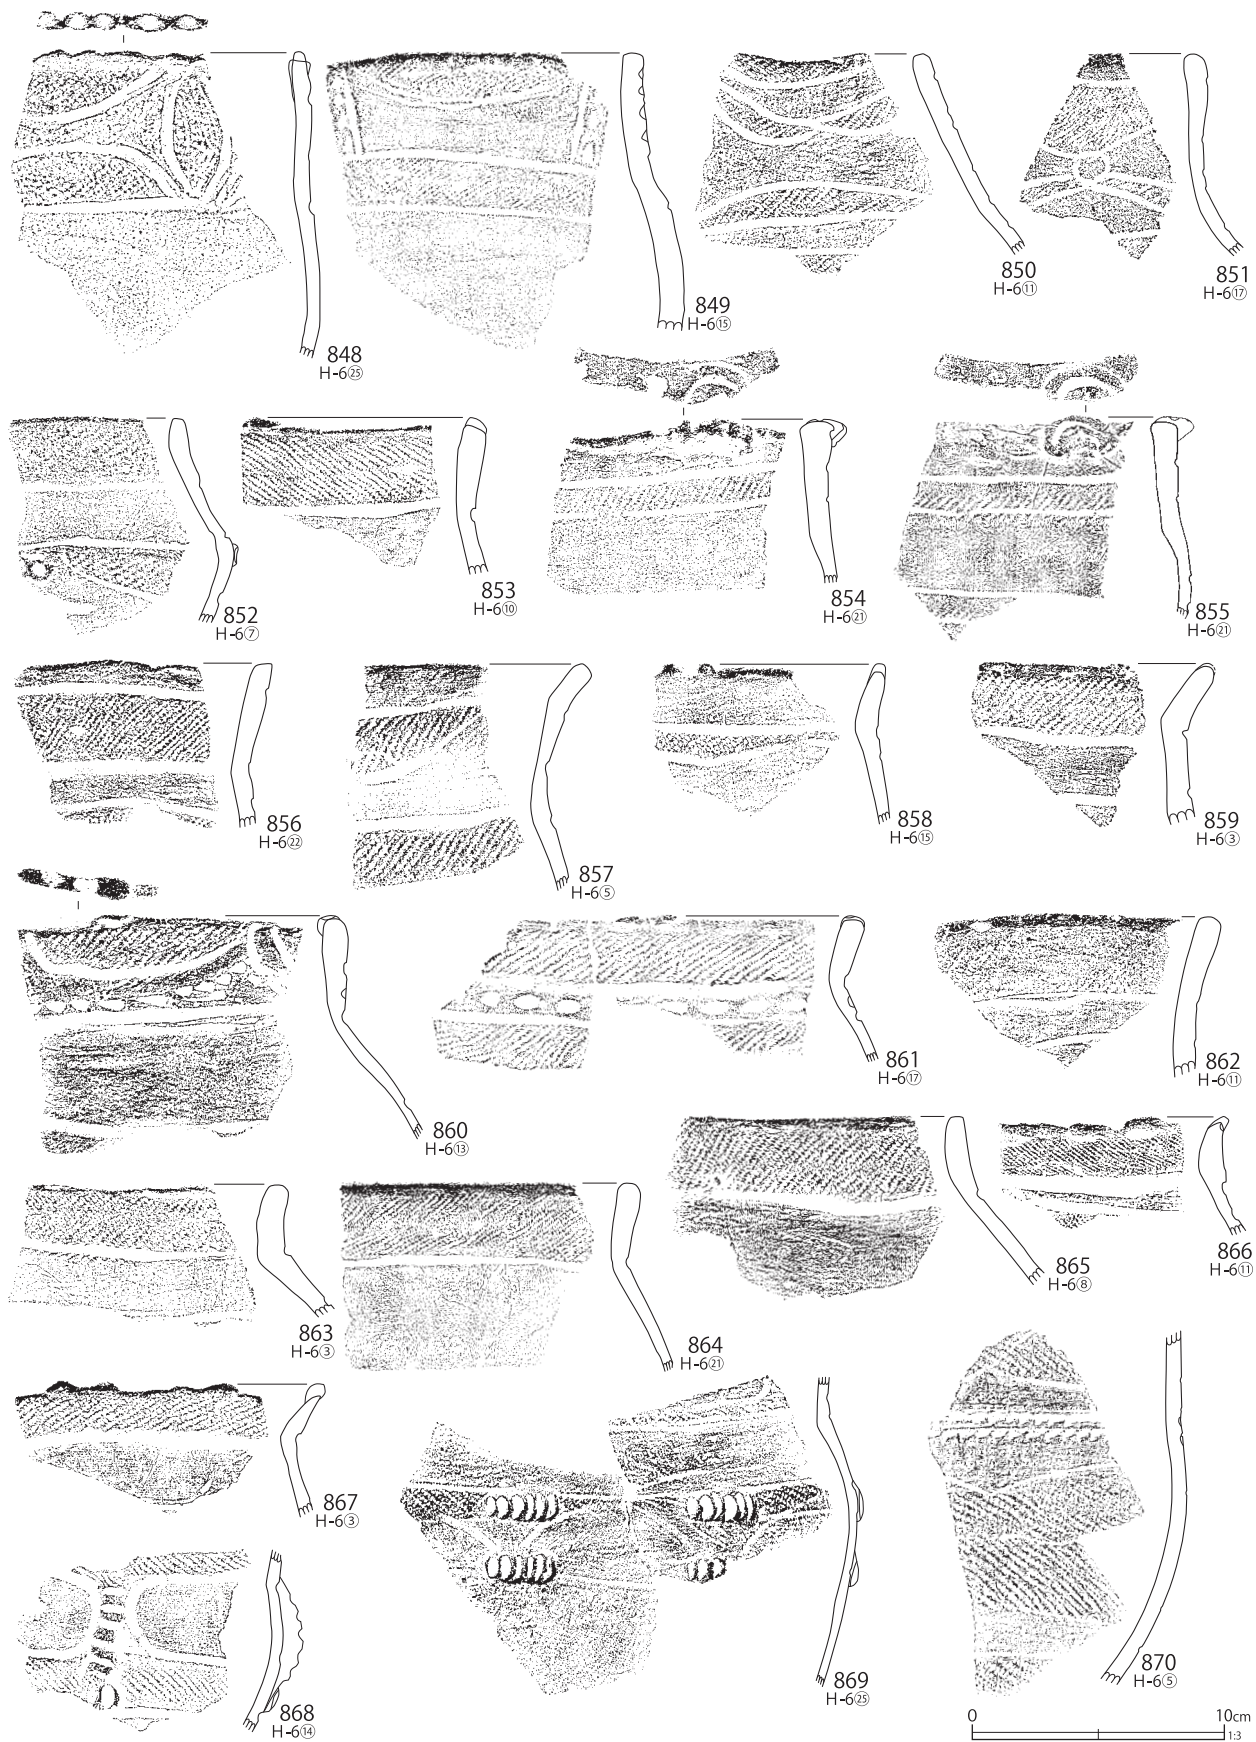 848
H-6㉕
849
H-6⑮
850
H-6⑪
851
H-6⑰
852
H-6⑦
853
H-6⑩
854
H-6㉑
855
H-6㉑
856
H-6㉒
857
H-6⑤
858
H-6⑮
859
H-6③
860
H-6⑬
861
H-6⑰
862
H-6⑪
863
H-6③
864
H-6㉑
865
H-6⑧
866
H-6⑪
867
H-6③
868
H-6⑭
869
H-6㉕
870
H-6⑤
0 10cm
1:3